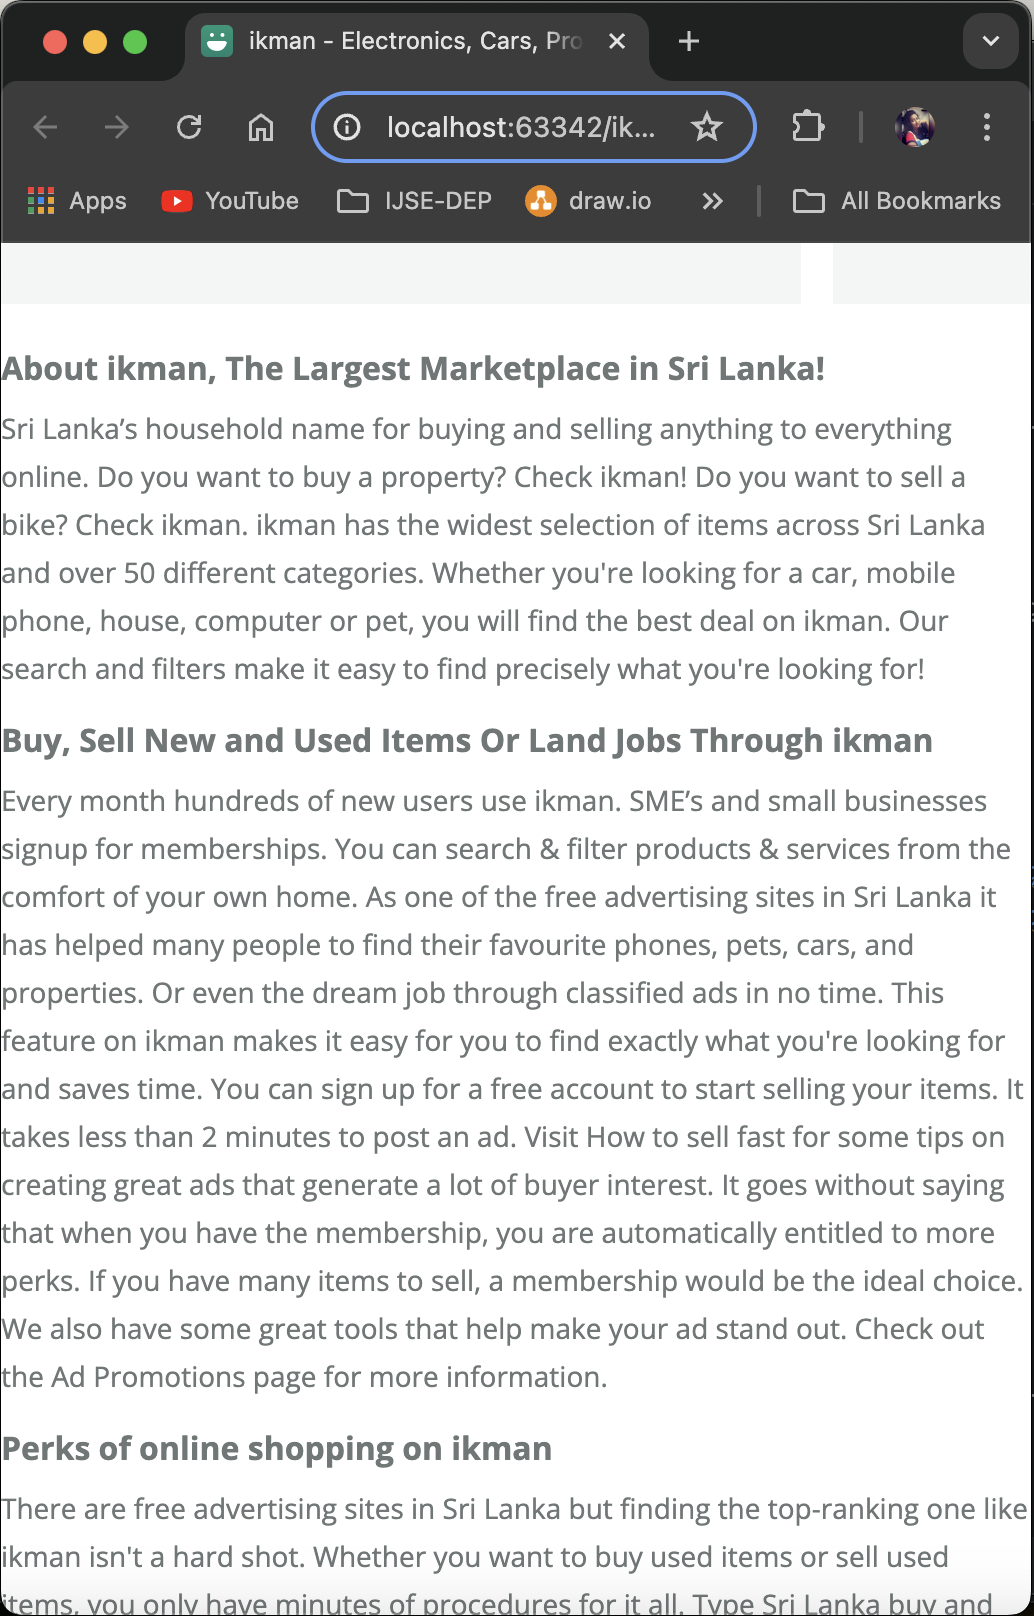 ikman - Electronics, Cars, Pro
localhost:63342/ik...
Apps
YouTube
IJSE-DEP
draw.io
All Bookmarks
About ikman, The Largest Marketplace in Sri Lanka!
Sri Lanka’s household name for buying and selling anything to everything
online. Do you want to buy a property? Check ikman! Do you want to sell a
bike? Check ikman. ikman has the widest selection of items across Sri Lanka
and over 50 different categories. Whether you're looking for a car, mobile
phone, house, computer or pet, you will find the best deal on ikman. Our
search and filters make it easy to find precisely what you're looking for!
Buy, Sell New and Used Items Or Land Jobs Through ikman
Every month hundreds of new users use ikman. SME’s and small businesses
signup for memberships. You can search & filter products & services from the
comfort of your own home. As one of the free advertising sites in Sri Lanka it
has helped many people to find their favourite phones, pets, cars, and
properties. Or even the dream job through classified ads in no time. This
feature on ikman makes it easy for you to find exactly what you're looking for
and saves time. You can sign up for a free account to start selling your items. It
takes less than 2 minutes to post an ad. Visit How to sell fast for some tips on
creating great ads that generate a lot of buyer interest. It goes without saying
that when you have the membership, you are automatically entitled to more
perks. If you have many items to sell, a membership would be the ideal choice.
We also have some great tools that help make your ad stand out. Check out
the Ad Promotions page for more information.
Perks of online shopping on ikman
There are free advertising sites in Sri Lanka but finding the top-ranking one like
ikman isn't a hard shot. Whether you want to buy used items or sell used
items, you only have minutes of procedures for it all. Type Sri Lanka buy and